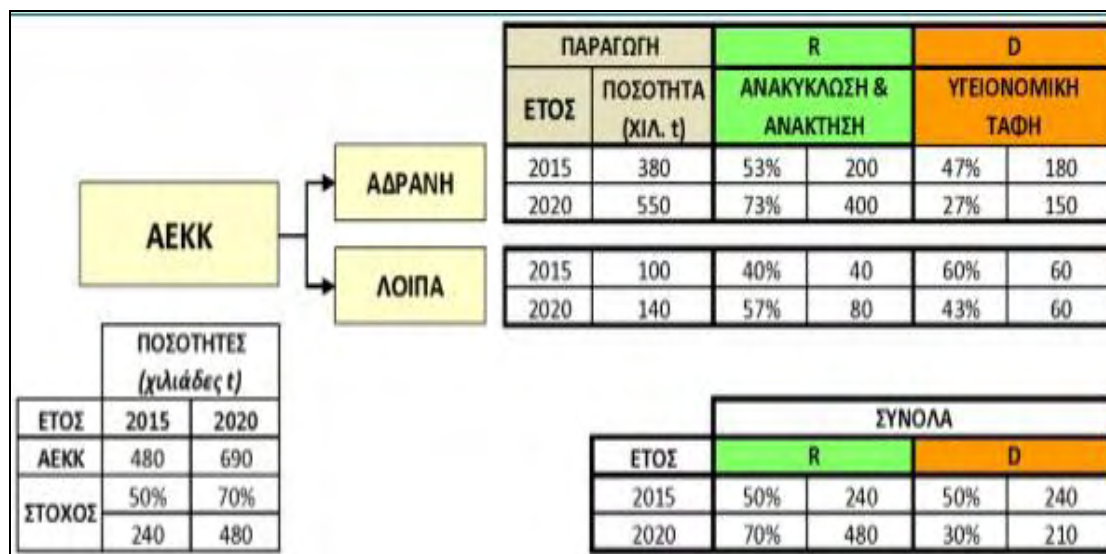 ΠΑΡΑΓΩΓΗ R D
ΕΤΟΣ ΠΟΣΟΤΗΤΑ (ΧΙΛ. t) ΑΝΑΚΥΚΛΩΣΗ & ΑΝΑΚΤΗΣΗ ΥΓΕΙΟΝΟΜΙΚΗ ΤΑΦΗ
ΑΕΚΚ
ΑΔΡΑΝΗ
2015 380 53% 200 47% 180
2020 550 73% 400 27% 150
ΛΟΙΠΑ
2015 100 40% 40 60% 60
2020 140 57% 80 43% 60
ΠΟΣΟΤΗΤΕΣ
(χιλιάδες t)
ΕΤΟΣ 2015 2020
ΑΕΚΚ 480 690
ΣΤΟΧΟΣ
50% 70%
240 480
ΣΥΝΟΛΑ
ΕΤΟΣ R D
2015 50% 240 50% 240
2020 70% 480 30% 210